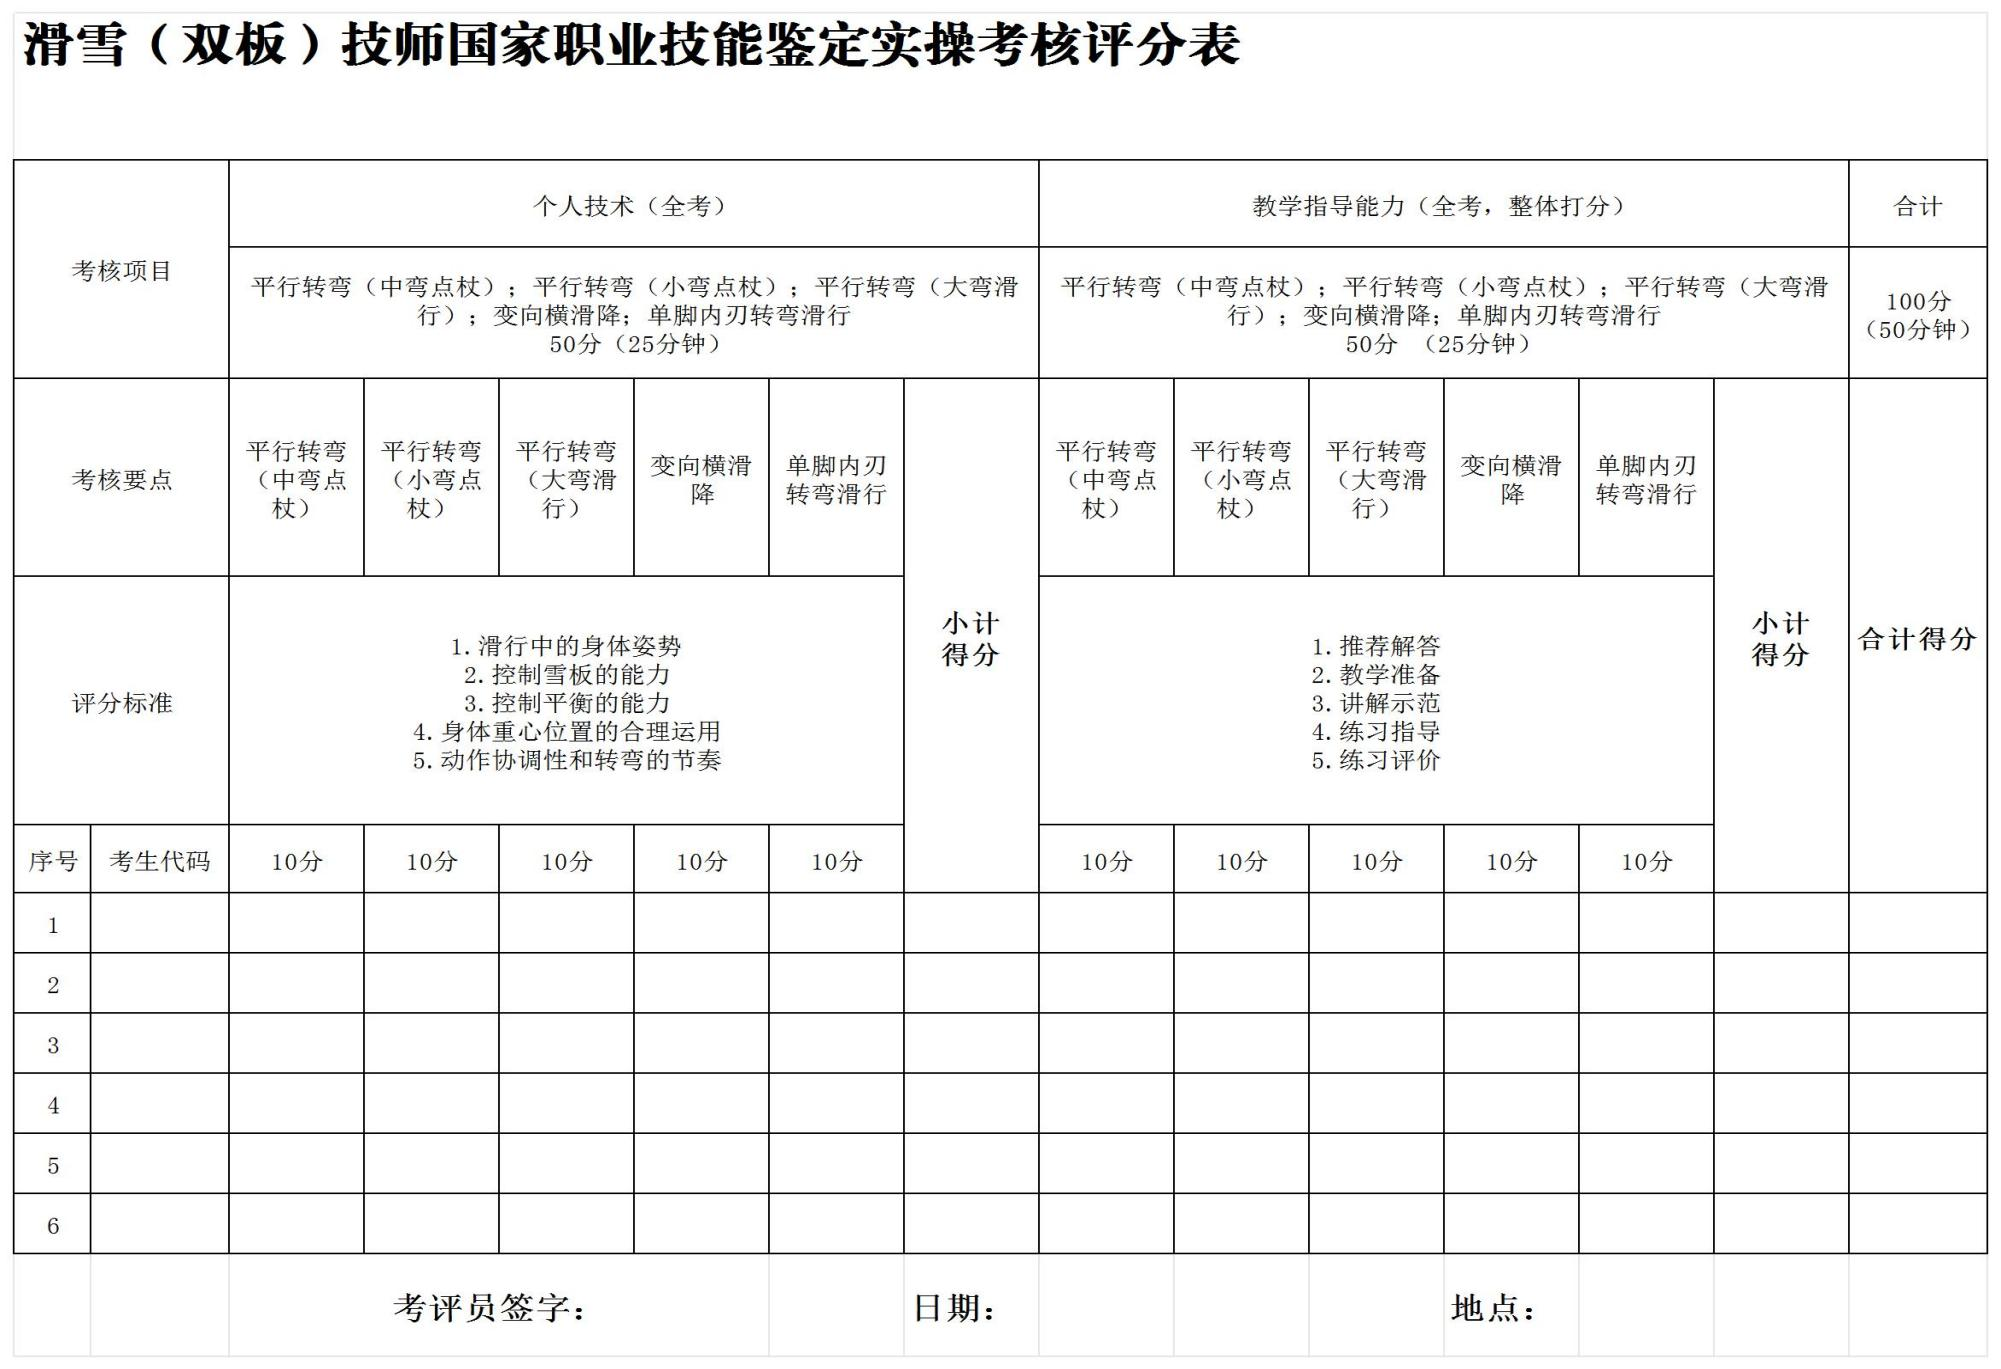 滑雪（双板）技师国家职业技能鉴定实操考核评分表
考核项目
个人技术（全考）
教学指导能力（全考，整体打分）
合计
平行转弯（中弯点杖）；平行转弯（小弯点杖）；平行转弯（大弯滑
行）；变向横滑降；单脚内刃转弯滑行
50分（25分钟）
平行转弯（中弯点杖）；平行转弯（小弯点杖）；平行转弯（大弯滑
行）；变向横滑降；单脚内刃转弯滑行
50分 （25分钟）
100分
（50分钟）
考核要点
平行转弯
（中弯点
杖）
平行转弯
（小弯点
杖）
平行转弯
（大弯滑
行）
变向横滑
降
单脚内刃
转弯滑行
小计
得分
平行转弯
（中弯点
杖）
平行转弯
（小弯点
杖）
平行转弯
（大弯滑
行）
变向横滑
降
单脚内刃
转弯滑行
小计
得分
合计得分
评分标准
1.滑行中的身体姿势
2.控制雪板的能力
3.控制平衡的能力
4.身体重心位置的合理运用
5.动作协调性和转弯的节奏
1.推荐解答
2.教学准备
3.讲解示范
4.练习指导
5.练习评价
序号 考生代码 10分 10分 10分 10分 10分 10分 10分 10分 10分 10分
1
2
3
4
5
6
考评员签字： 日期： 地点：